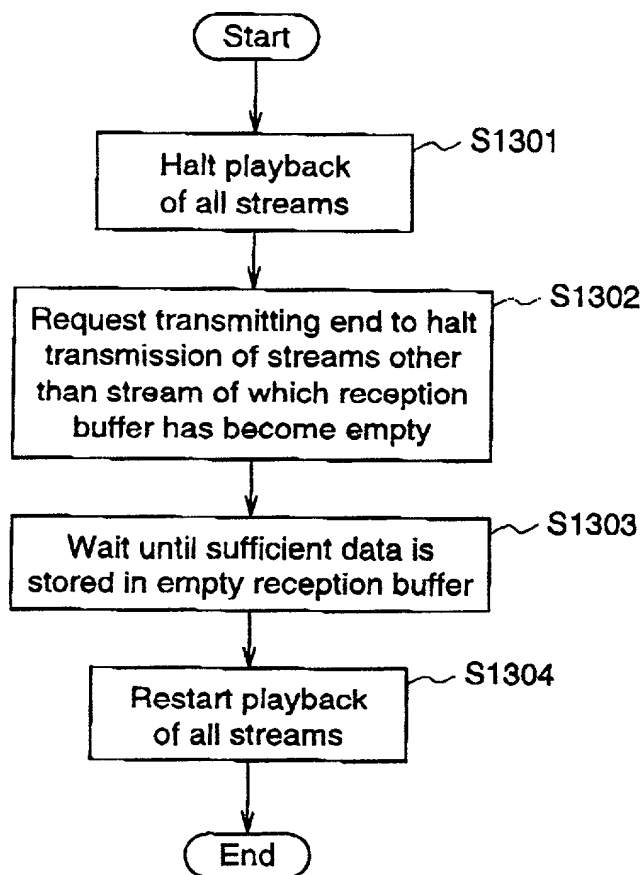 Start
S1301
Halt playback
of all streams
S1302
Request transmitting end to halt
transmission of streams other
than stream of which reception
buffer has become empty
S1303
Wait until sufficient data is
stored in empty reception buffer
S1304
Restart playback
of all streams
End